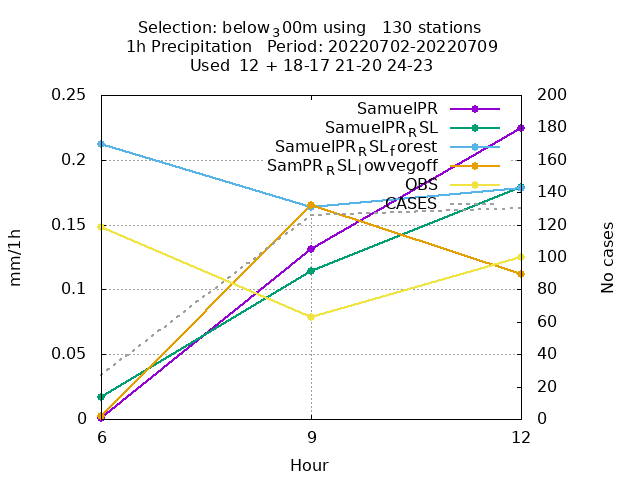 Selection: below₃00m using   130 stations
1h Precipitation   Period: 20220702-20220709
Used  12 + 18-17 21-20 24-23
SamuelPR
SamuelPR_RSL
SamuelPR_RSL_forest
SamPR_RSL_lowvegoff
OBS
CASES
0.25
0.2
0.15
0.1
0.05
0
200
180
160
140
120
100
80
60
40
20
0
mm/1h
No cases
6
9
12
Hour